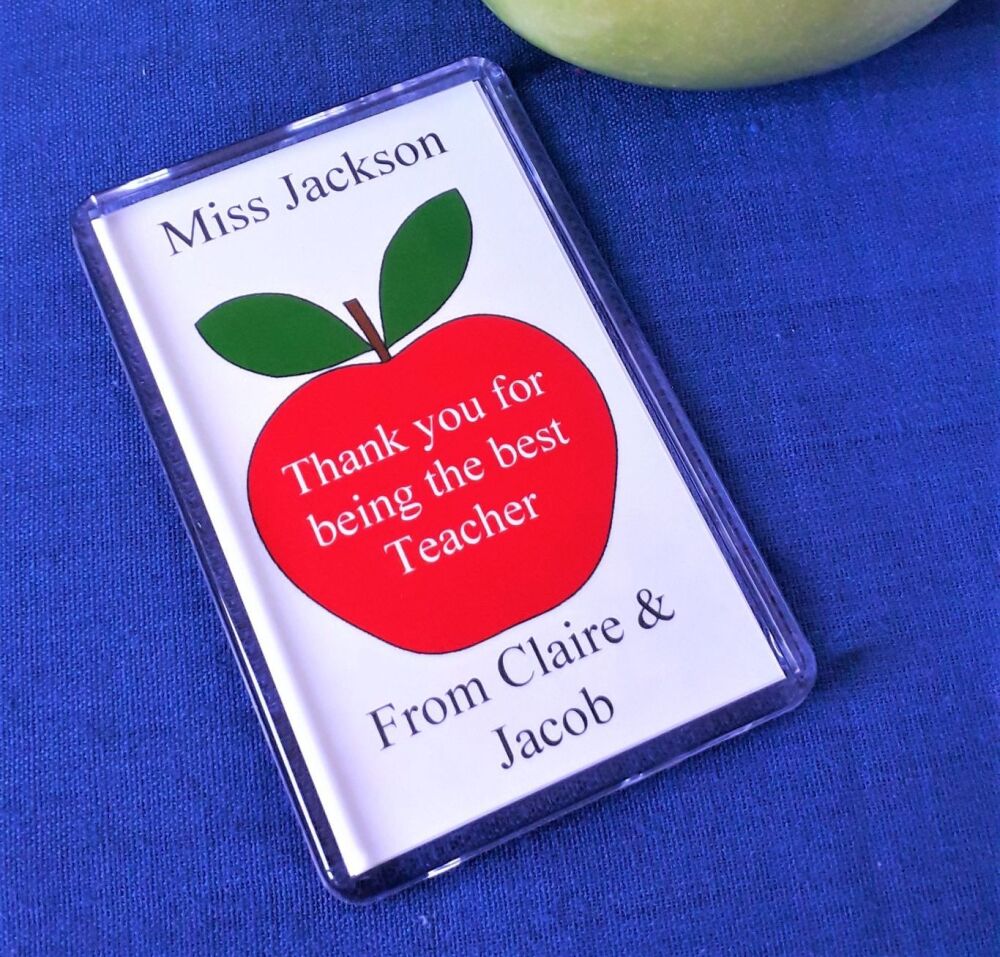 Miss Jackson
Thank you for
being the best
Teacher
From Claire &
Jacob